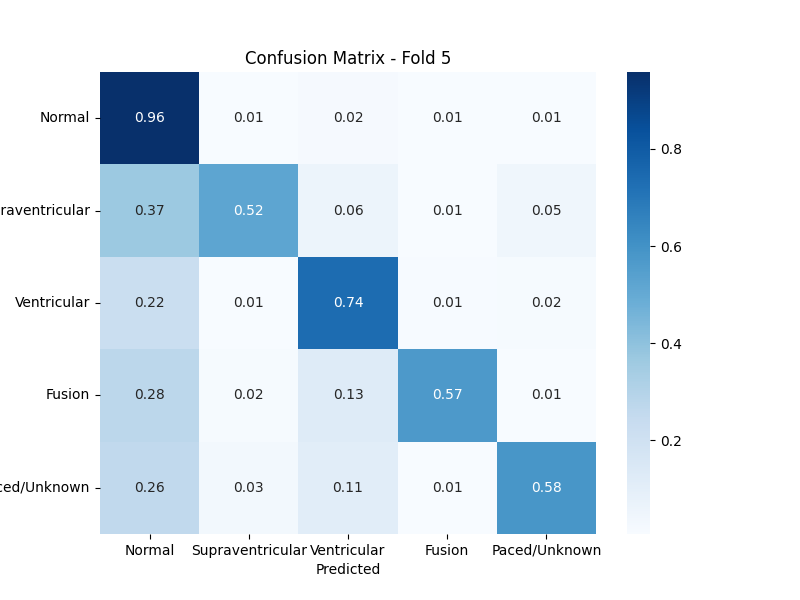 Confusion Matrix - Fold 5
Normal 0.96 0.01 0.02 0.01 0.01
raventricular 0.37 0.52 0.06 0.01 0.05
Ventricular 0.22 0.01 0.74 0.01 0.02
Fusion 0.28 0.02 0.13 0.57 0.01
ced/Unknown 0.26 0.03 0.11 0.01 0.58
Normal Supraventricular Ventricular Fusion Paced/Unknown
Predicted
0.8
0.6
0.4
0.2